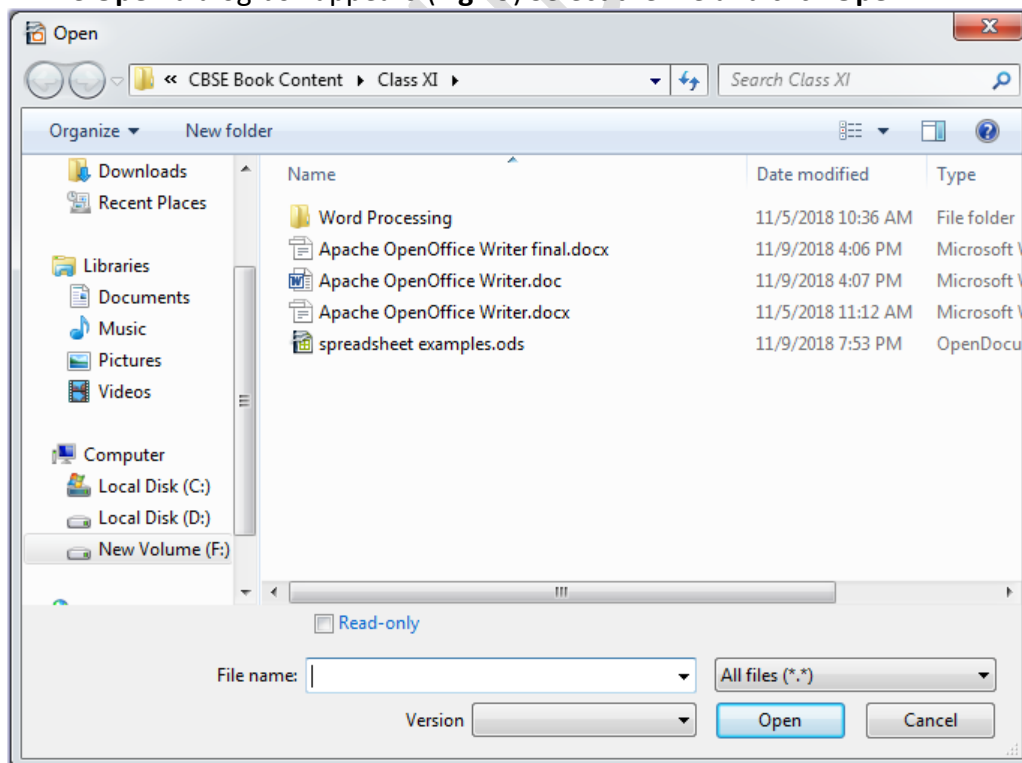 Open
« CBSE Book Content Class XI
Search Class XI
Organize New folder
Downloads
Recent Places
Libraries
Documents
Music
Pictures
Videos
Computer
Local Disk (C:)
Local Disk (D:)
New Volume (F:)
Name Date modified Type
Word Processing 11/5/2018 10:36 AM File folder
Apache OpenOffice Writer final.docx 11/9/2018 4:06 PM Microsoft
Apache OpenOffice Writer.doc 11/9/2018 4:07 PM Microsoft
Apache OpenOffice Writer.docx 11/5/2018 11:12 AM Microsoft
spreadsheet examples.ods 11/9/2018 7:53 PM OpenDocu
Read-only
File name: All files (*.*)
Version Open Cancel